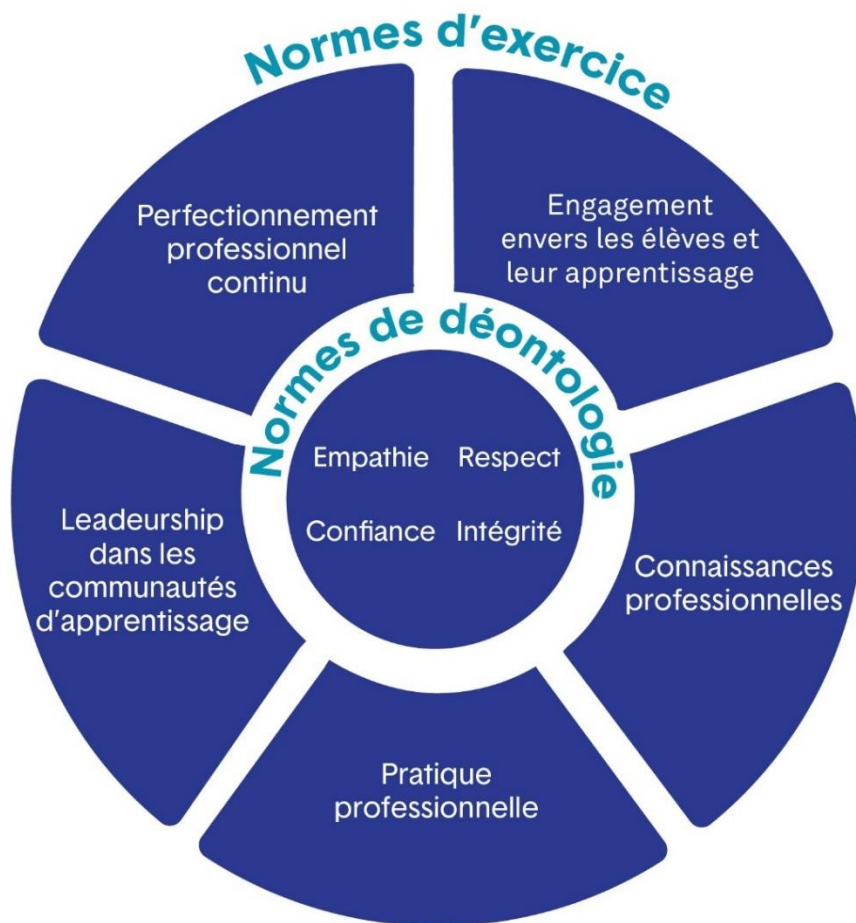 Normes d'exercice
Perfectionnement
professionnel
continu
Engagement
envers les élèves et
leur apprentissage
Normes de déontologie
Empathie Respect
Confiance Intégrité
Leadeurship
dans les
communautés
d'apprentissage
Connaissances
professionnelles
Pratique
professionnelle